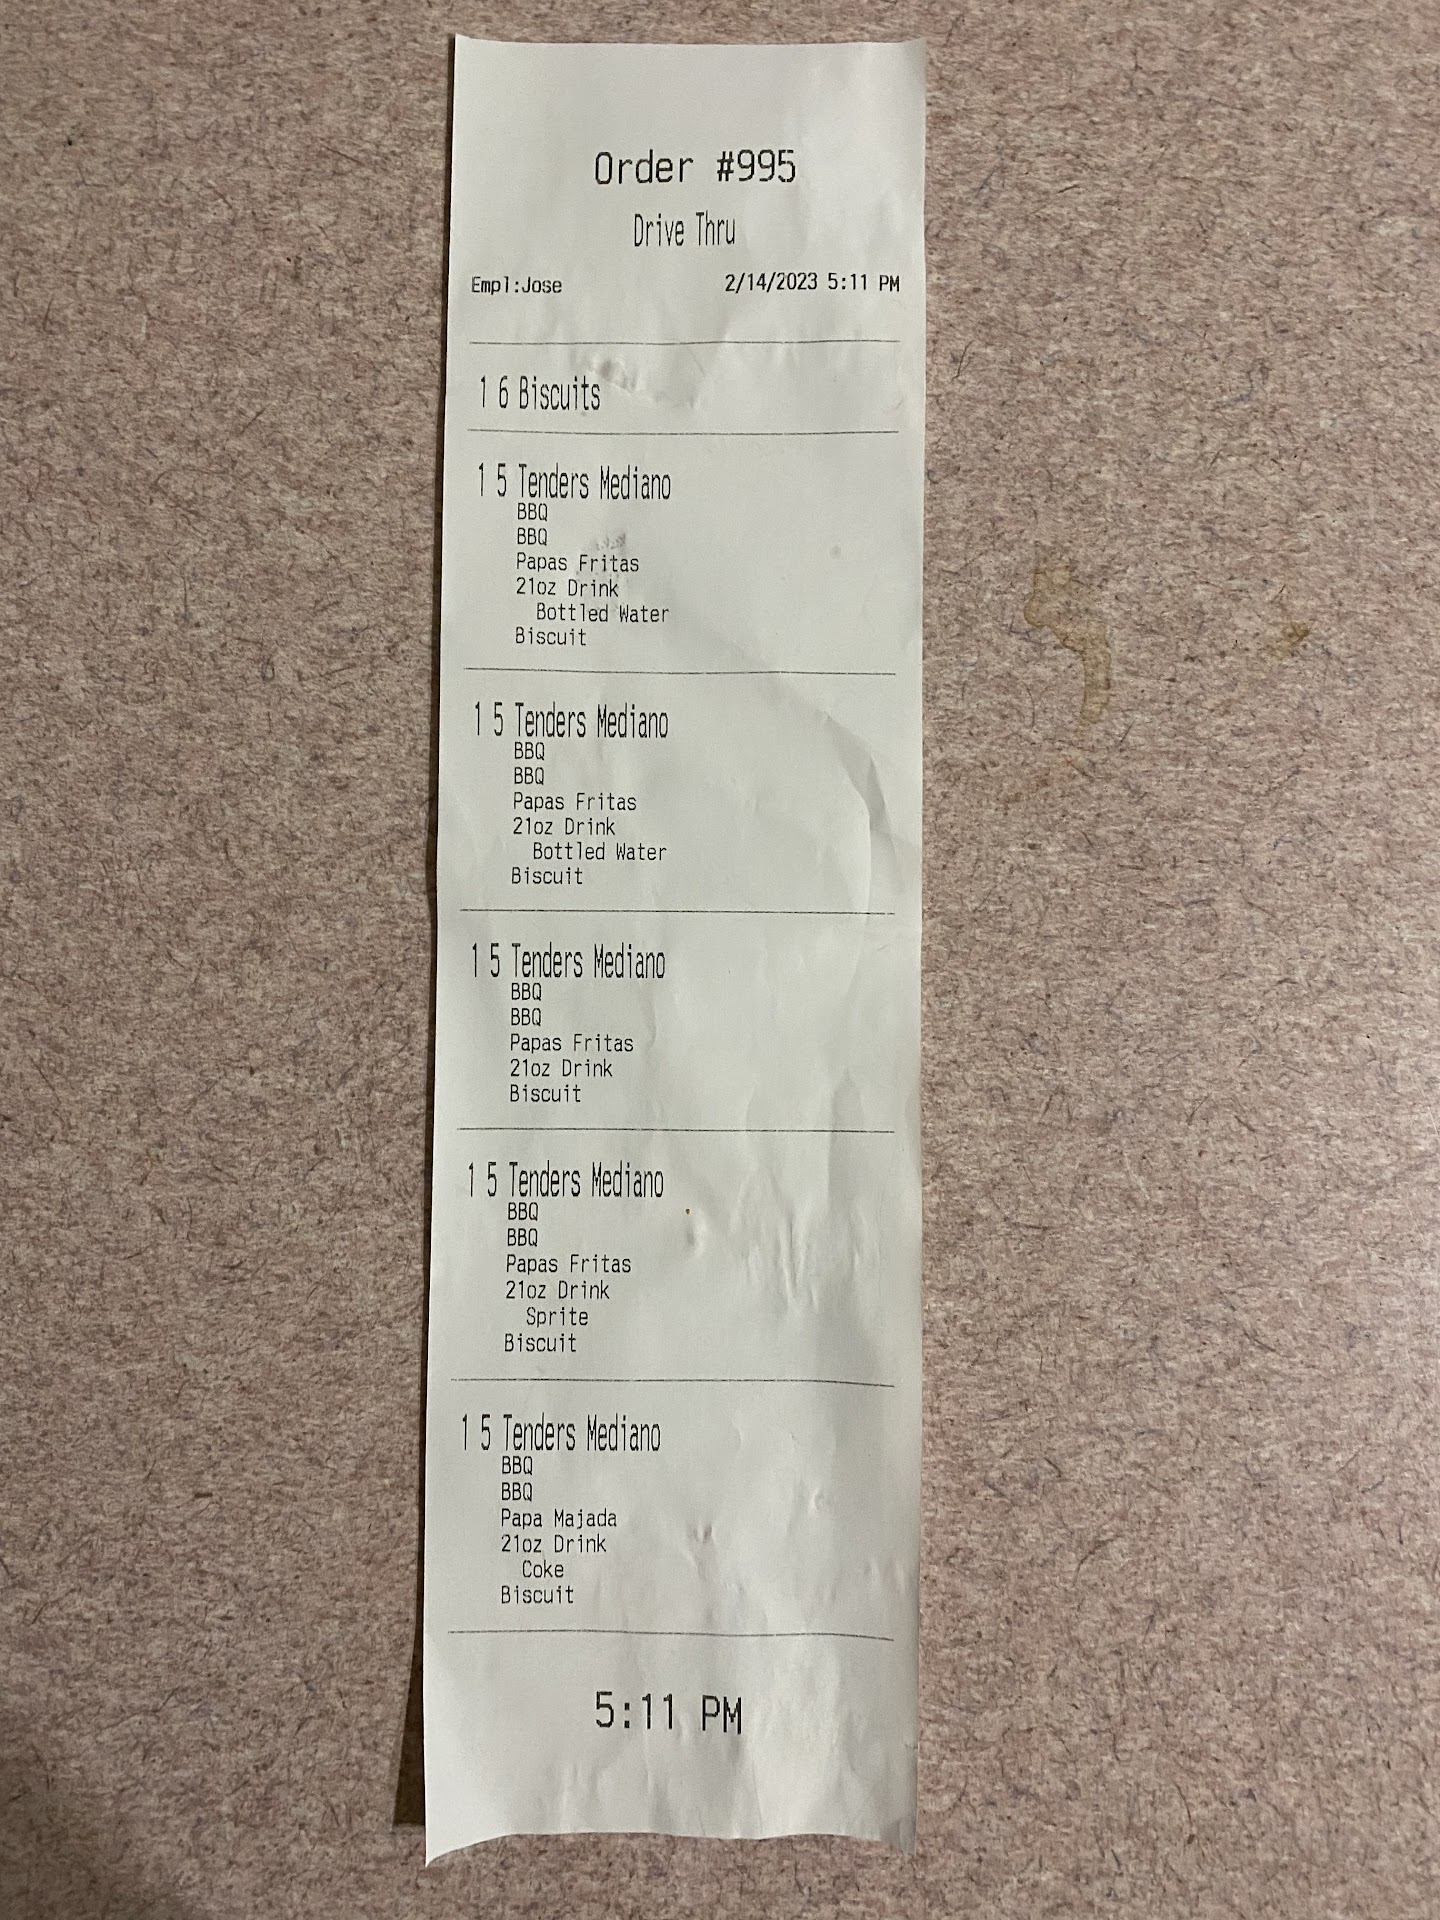 Order #995
Drive Thru
Empl:Jose 2/14/2023 5:11 PM
1 6 Biscuits
1 5 Tenders Mediano
BBQ
BBQ
Papas Fritas
21oz Drink
Bottled Water
Biscuit
1 5 Tenders Mediano
BBQ
BBQ
Papas Fritas
21oz Drink
Bottled Water
Biscuit
1 5 Tenders Mediano
BBQ
BBQ
Papas Fritas
21oz Drink
Biscuit
1 5 Tenders Mediano
BBQ
BBQ
Papas Fritas
21oz Drink
Sprite
Biscuit
1 5 Tenders Mediano
BBQ
BBQ
Papa Majada
21oz Drink
Coke
Biscuit
5:11 PM